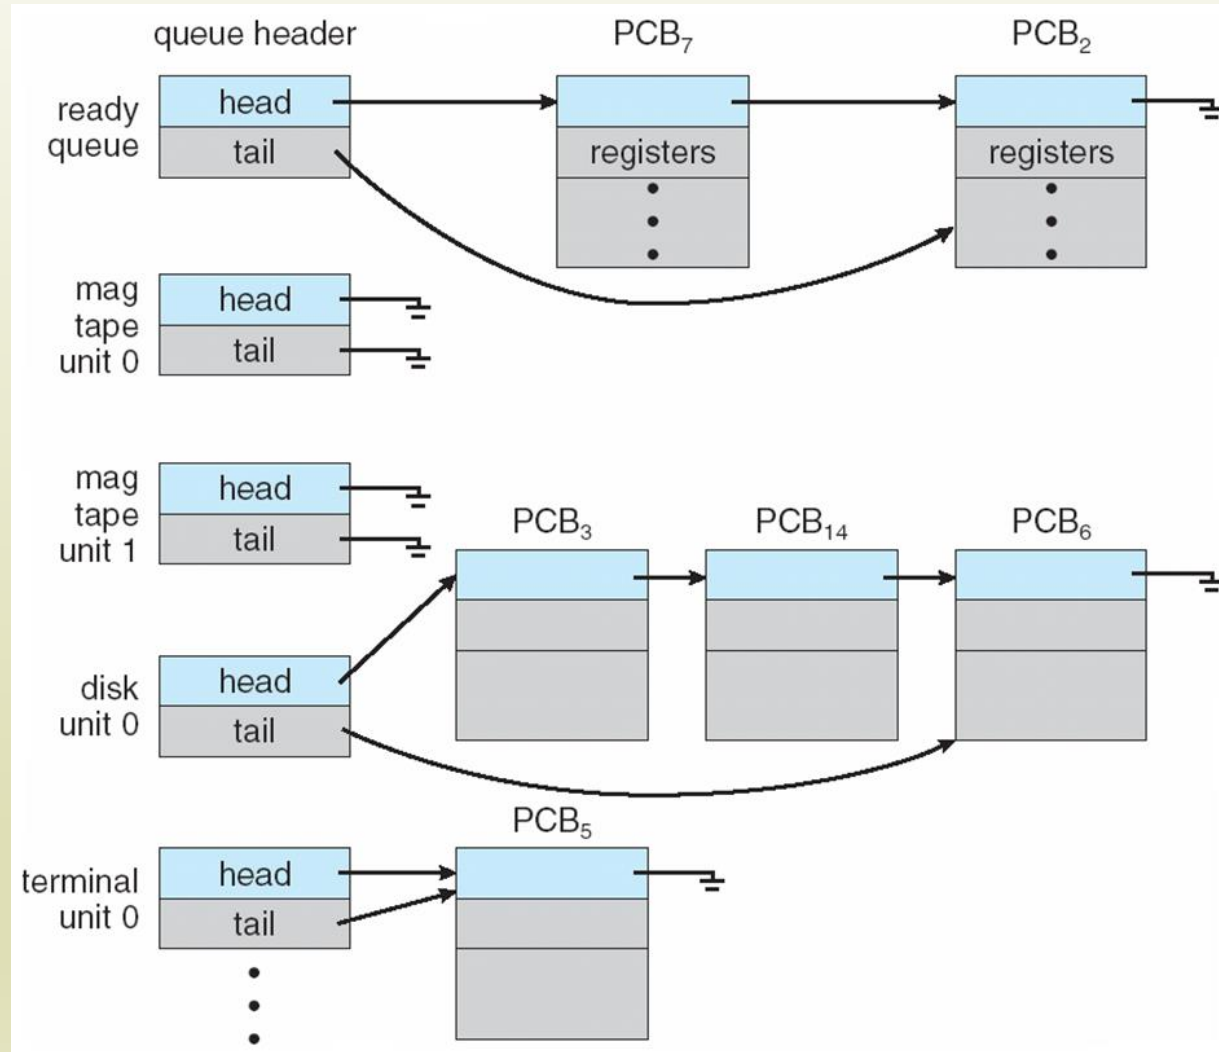 queue header
PCB₇
PCB₂
ready
queue
head
tail
registers
registers
mag
tape
unit 0
head
tail
mag
tape
unit 1
head
tail
PCB₃
PCB₁₄
PCB₆
disk
unit 0
head
tail
PCB₅
terminal
unit 0
head
tail